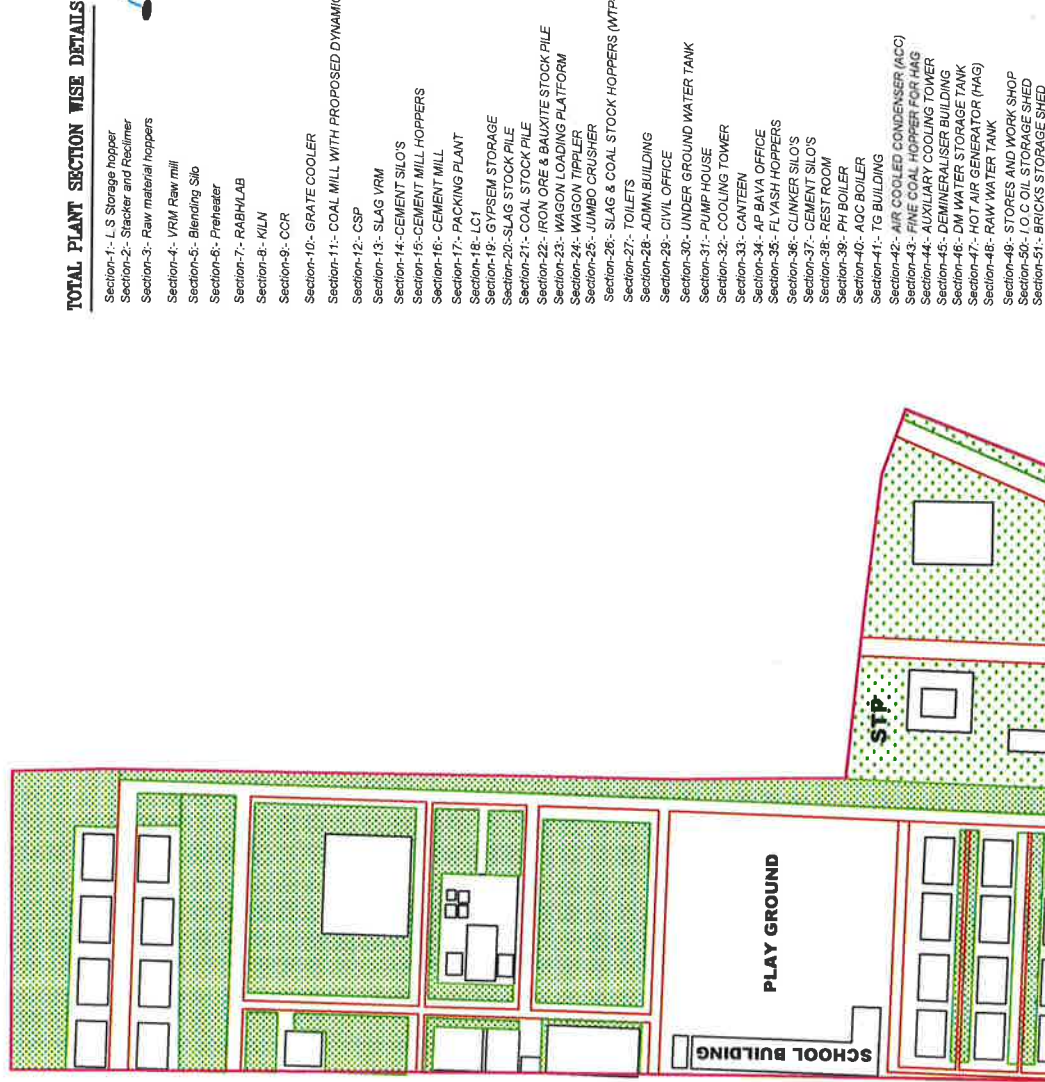 TOTAL PLANT SECTION WISE DETAILS
Section-1:- L.S Storage hopper
Section-2:- Stacker and Reclimer
Section-3:- Raw material hoppers
Section-4:- VRM Raw mill
Section-5:- Blending Silo
Section-6:- Preheater
Section-7:- RABH/LAB
Section-8:- KILN
Section-9:- CCR
Section-10:- GRATE COOLER
Section-11:- COAL MILL WITH PROPOSED DYNAMIC
Section-12:- CSP
Section-13:- SLAG VRM
Section-14:-CEMENT SILO'S
Section-15:-CEMENT MILL HOPPERS
Section-16:- CEMENT MILL
Section-17:- PACKING PLANT
Section-18:- LC1
Section-19:- GYPSEM STORAGE
Section-20:-SLAG STOCK PILE
Section-21:- COAL STOCK PILE
Section-22:- IRON ORE & BAUXITE STOCK PILE
Section-23:- WAGON LOADING PLATFORM
Section-24:- WAGON TIPPLER
Section-25:- JUMBO CRUSHER
Section-26:- SLAG & COAL STOCK HOPPERS (WTP
Section-27:- TOILETS
Section-28:- ADMN.BUILDING
Section-29:- CIVIL OFFICE
Section-30:- UNDER GROUND WATER TANK
Section-31:- PUMP HOUSE
Section-32:- COOLING TOWER
Section-33:- CANTEEN
Section-34:- AP BAVA OFFICE
Section-35:- FLYASH HOPPERS
Section-36:- CLINKER SILO'S
Section-37:- CEMENT SILO'S
Section-38:- REST ROOM
Section-39:- PH BOILER
Section-40:- AQC BOILER
Section-41:- TG BUILDING
Section-42:- AIR COOLED CONDENSER (ACC)
Section-43:- FINE COAL HOPPER FOR HAG
Section-44:- AUXILIARY COOLING TOWER
Section-45:- DEMINERALISER BUILDING
Section-46:- DM WATER STORAGE TANK
Section-47:- HOT AIR GENERATOR (HAG)
Section-48:- RAW WATER TANK
Section-49:- STORES AND WORK SHOP
Section-50:- I.O.C OIL STORAGE SHED
Section-51:- BRICKS STORAGE SHED
STP
PLAY GROUND
SCHOOL BUILDING